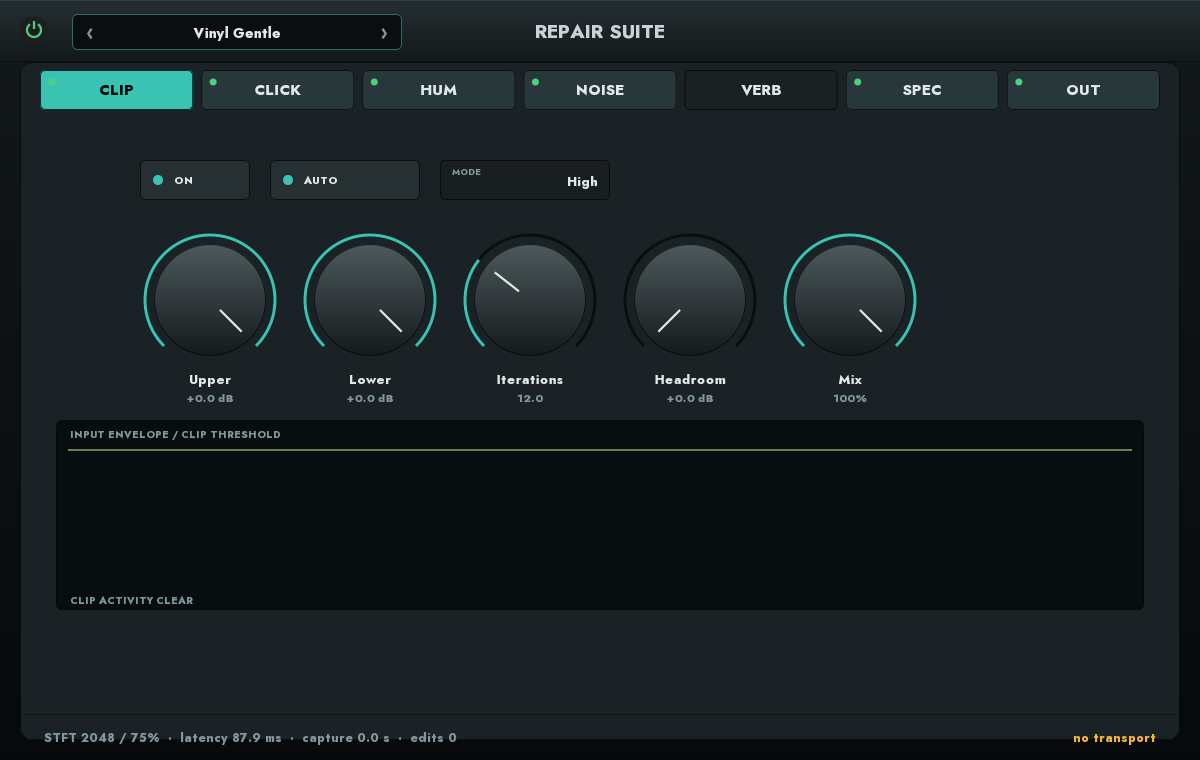 ‹ Vinyl Gentle ›
REPAIR SUITE
CLIP CLICK HUM NOISE VERB SPEC OUT
ON AUTO MODE High
Upper Lower Iterations Headroom Mix
+0.0 dB +0.0 dB 12.0 +0.0 dB 100%
INPUT ENVELOPE / CLIP THRESHOLD
CLIP ACTIVITY CLEAR
STFT 2048 / 75% · latency 87.9 ms · capture 0.0 s · edits 0 no transport